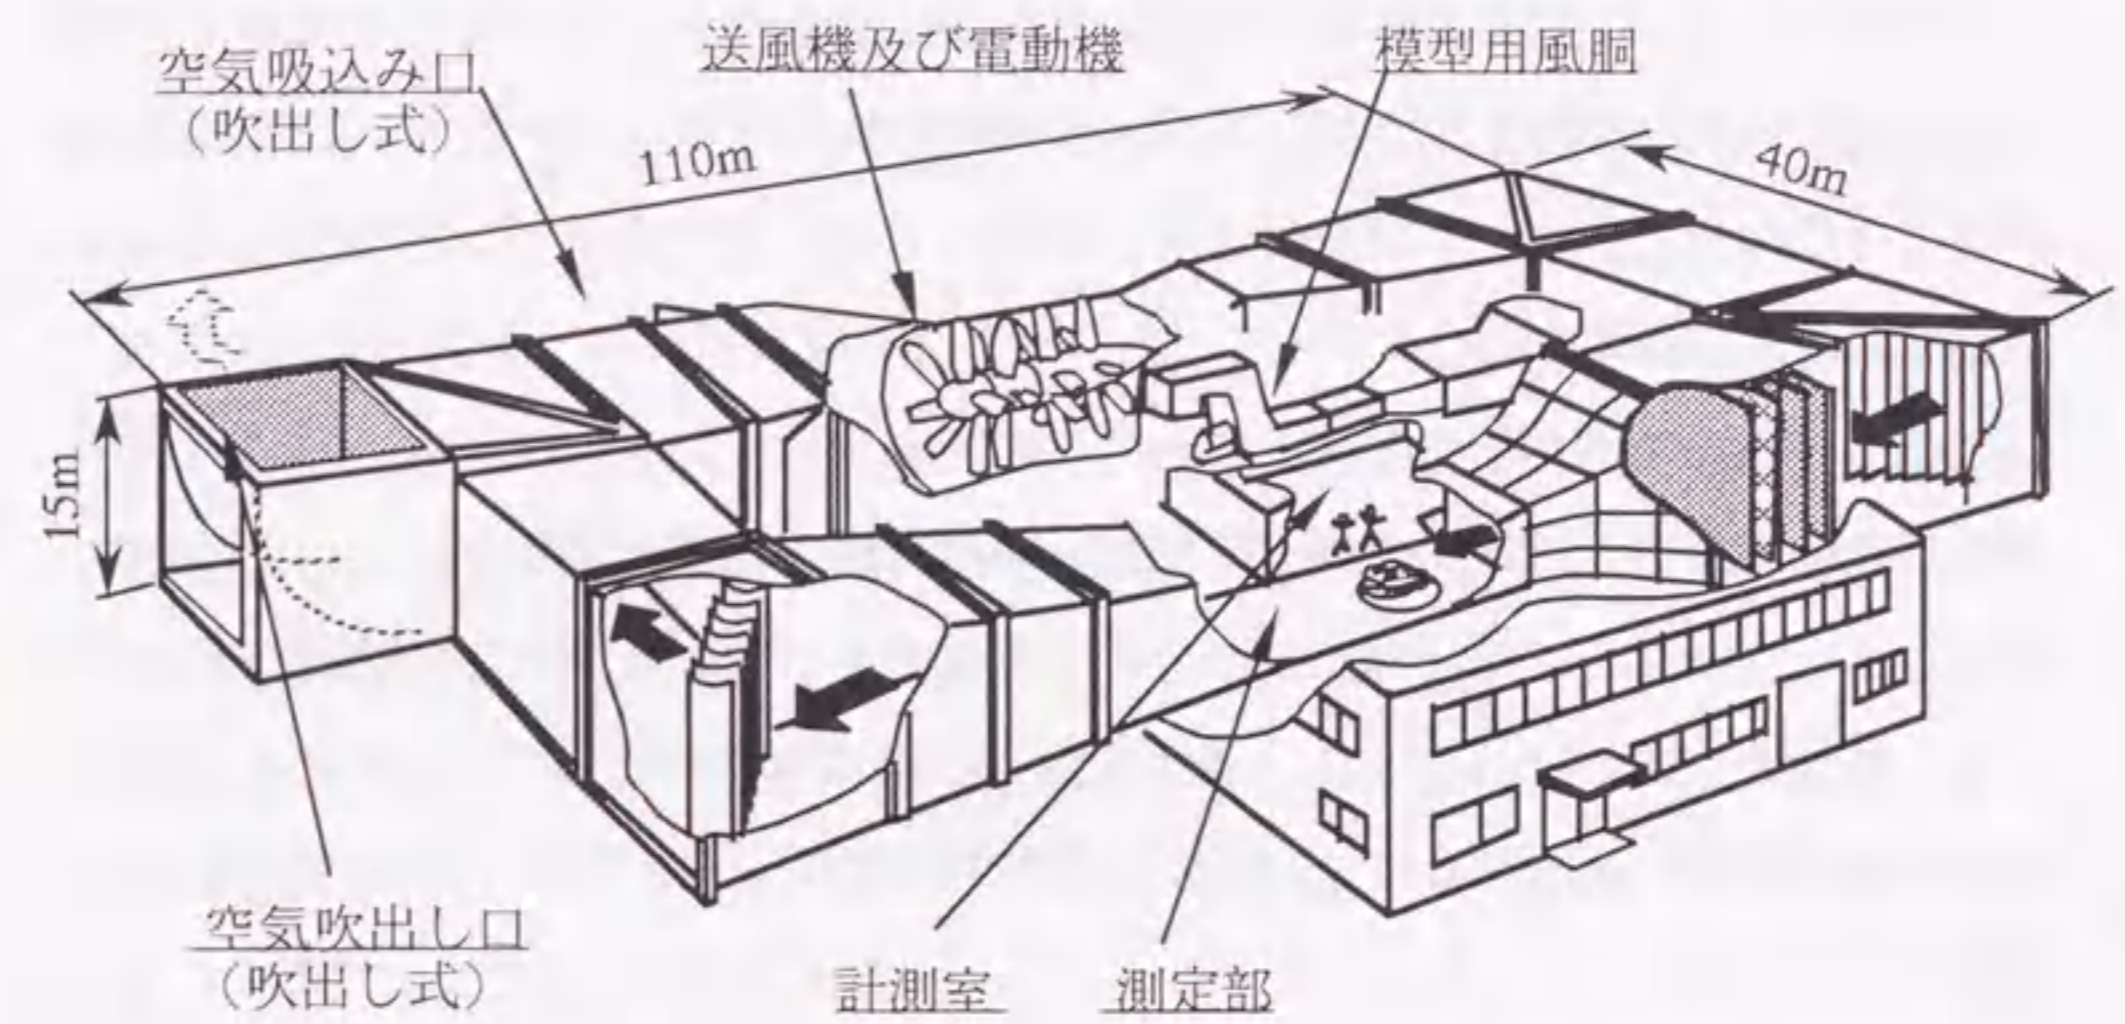 空気吸込み口
（吹出し式）
送風機及び電動機
模型用風胴
110m
40m
15m
空気吹出し口
（吹出し式）
計測室
測定部